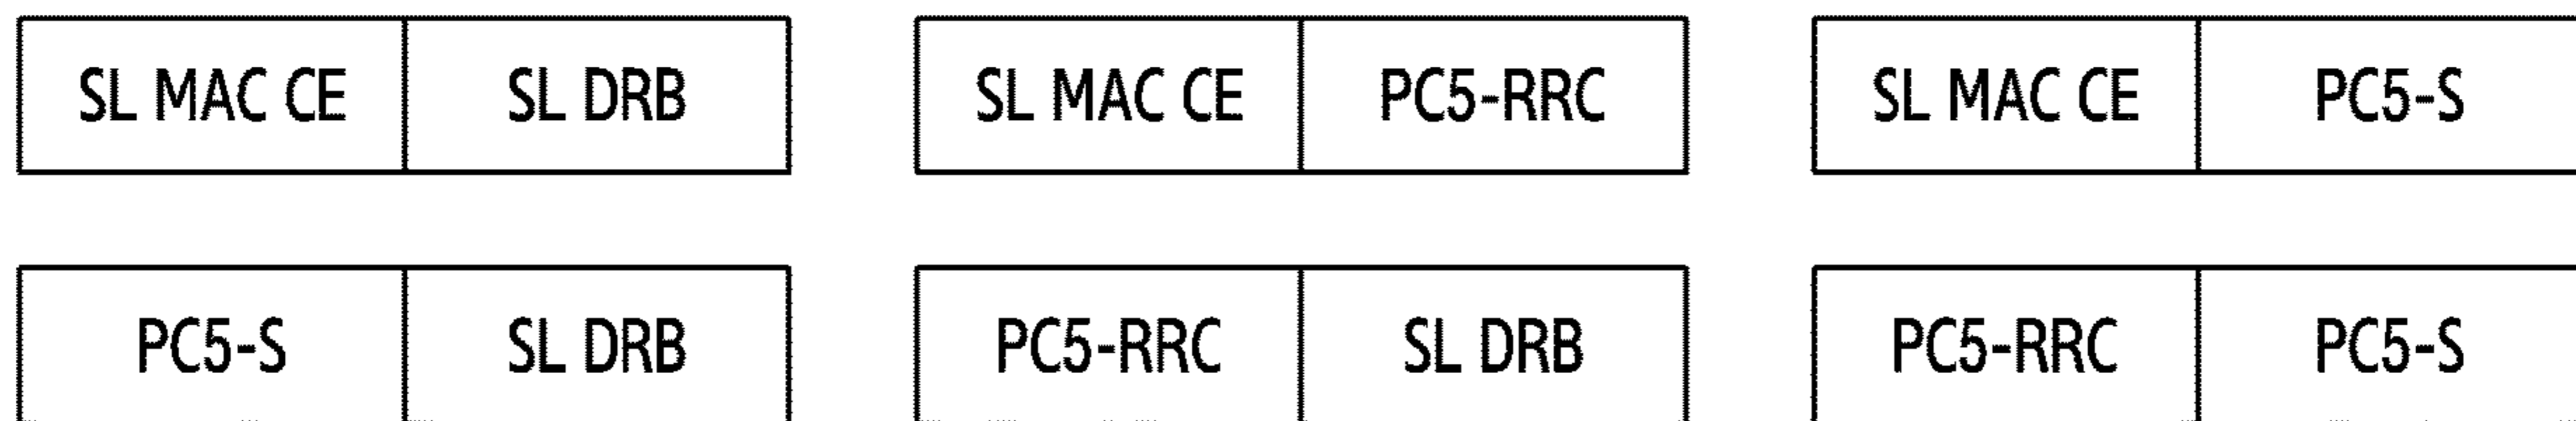 SL MAC CE SL DRB SL MAC CE PC5-RRC SL MAC CE PC5-S
PC5-S SL DRB PC5-RRC SL DRB PC5-RRC PC5-S